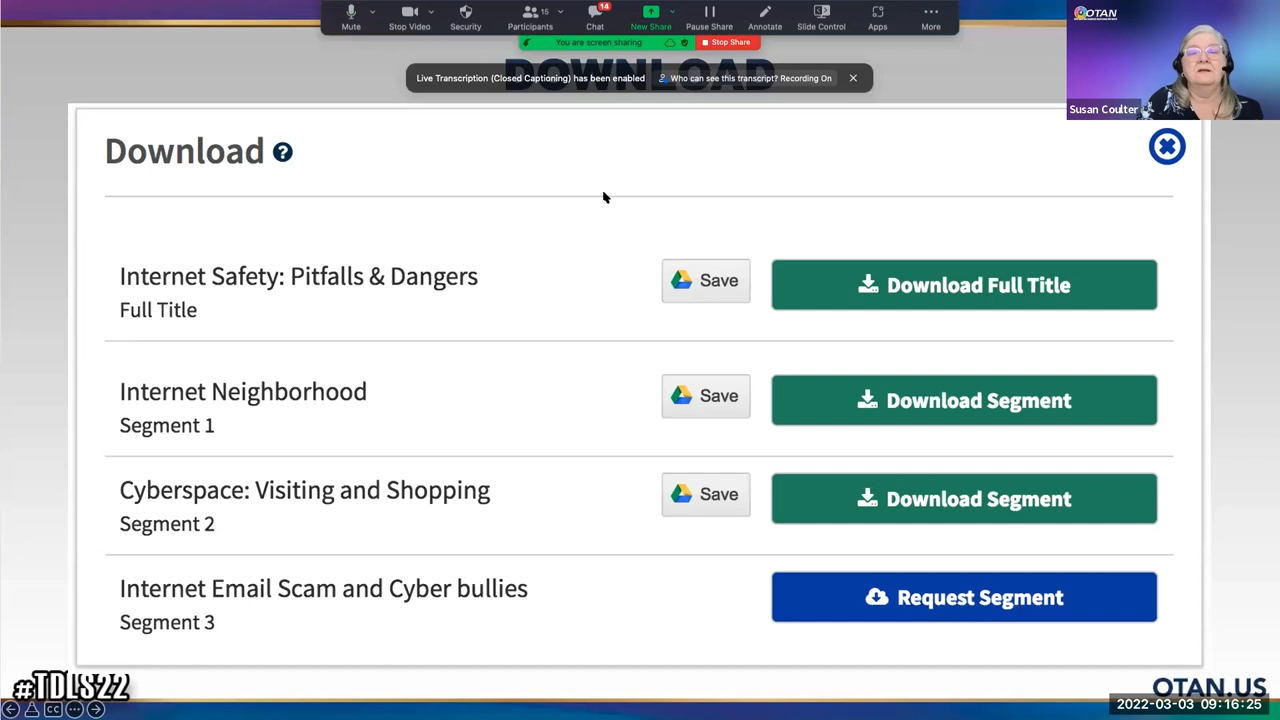 Mute
Stop Video
Security
Participants
15
Chat
14
New Share
Pause Share
Annotate
Slide Control
Apps
More
You are screen sharing
Stop Share
DOWNLOAD
Live Transcription (Closed Captioning) has been enabled
Who can see this transcript? Recording On
OTAN
Susan Coulter
Download ?
Internet Safety: Pitfalls & Dangers
Full Title
Save
Download Full Title
Internet Neighborhood
Segment 1
Save
Download Segment
Cyberspace: Visiting and Shopping
Segment 2
Save
Download Segment
Internet Email Scam and Cyber bullies
Segment 3
Request Segment
#TDLS22
CC
OTAN.US
2022-03-03 09:16:25